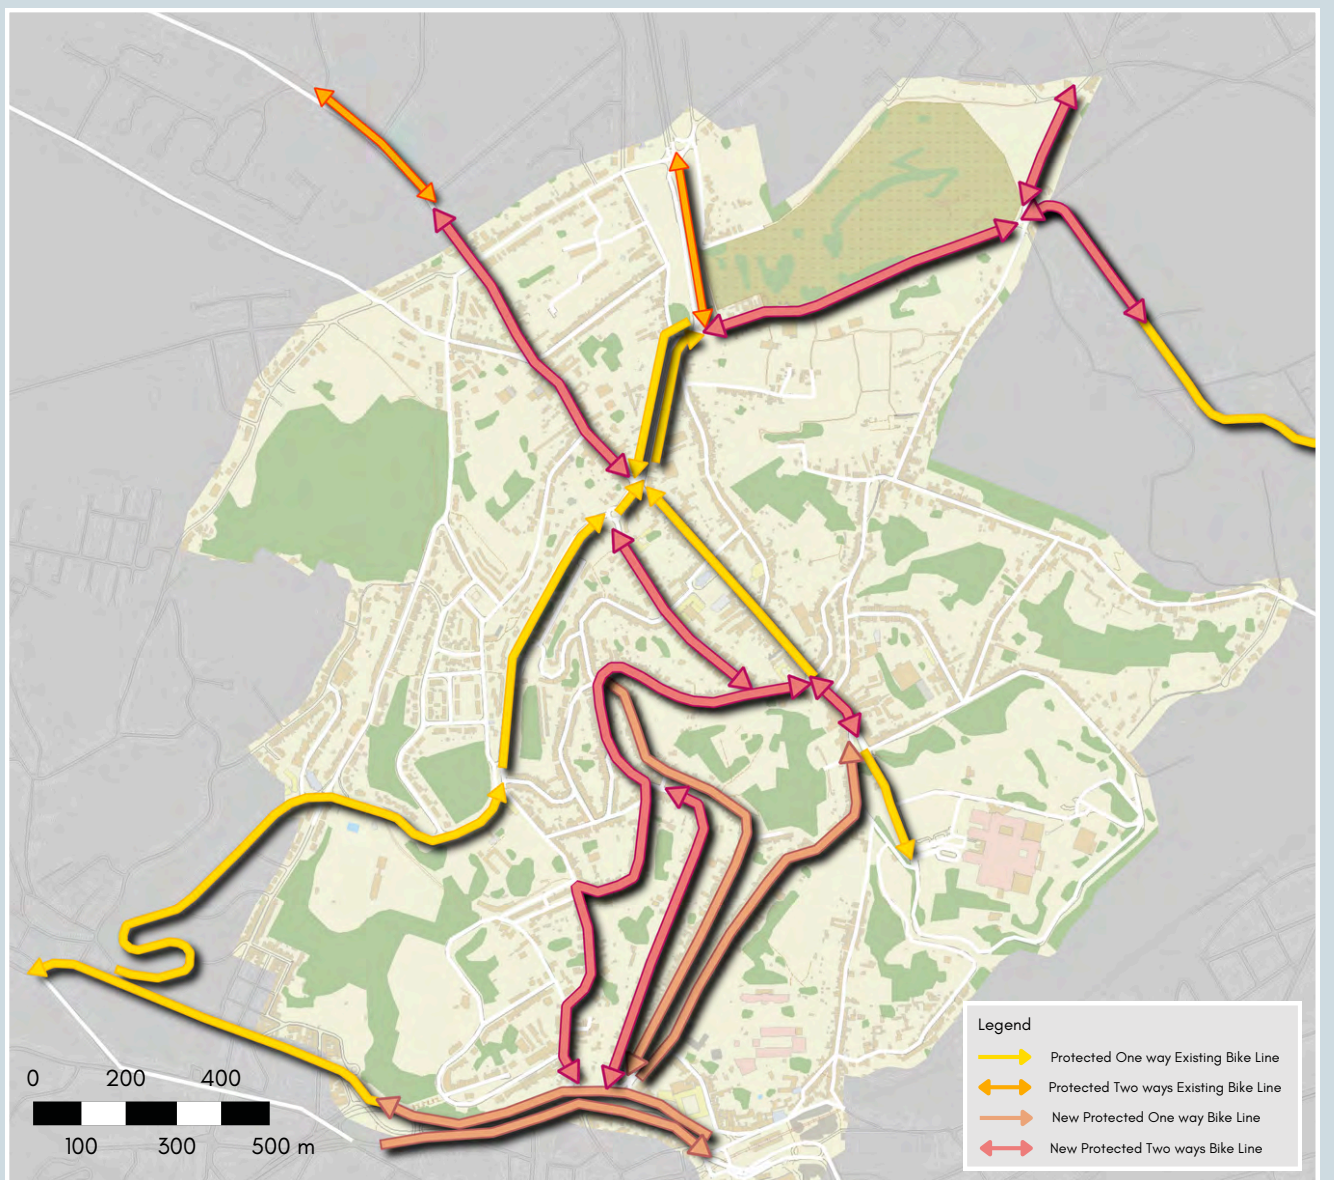 Legend
Protected One way Existing Bike Line
Protected Two ways Existing Bike Line
New Protected One way Bike Line
New Protected Two ways Bike Line
0 200 400
100 300 500 m